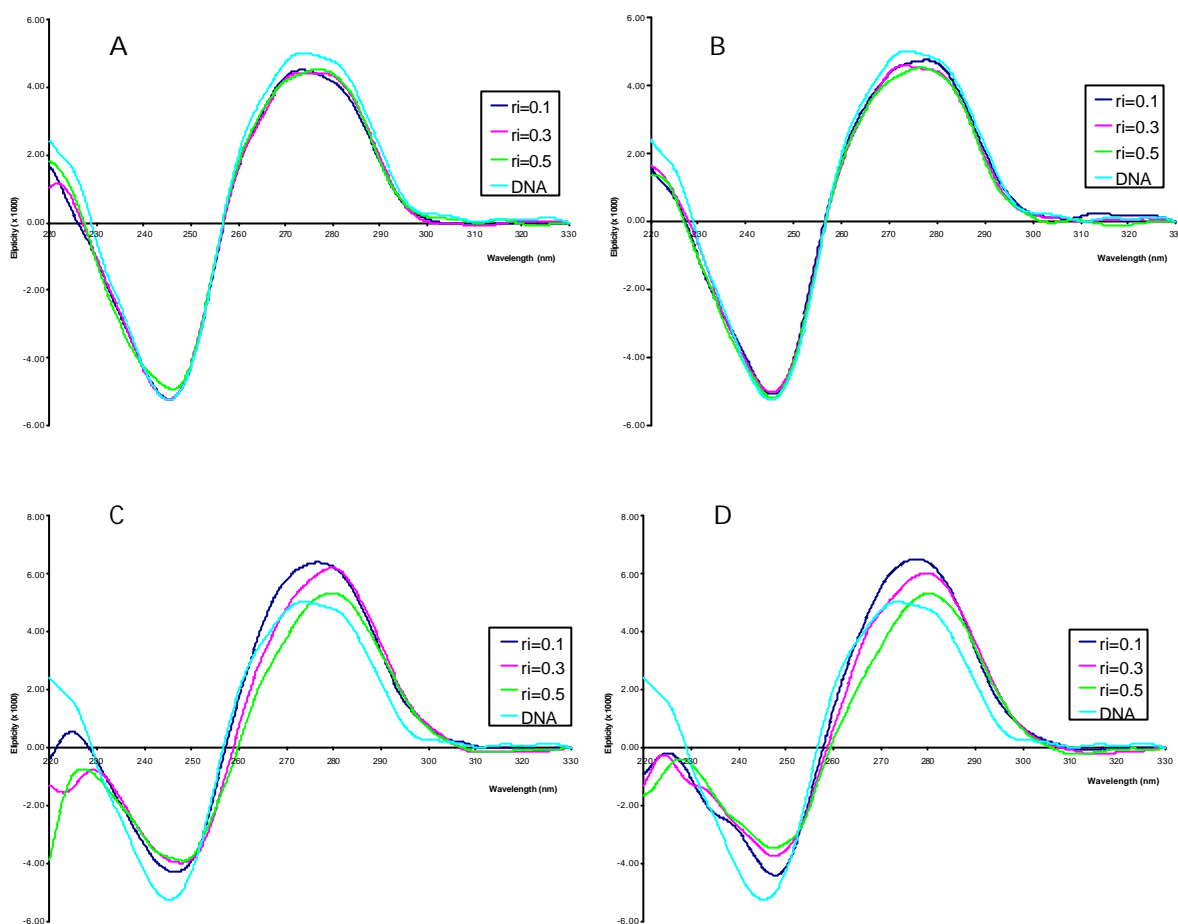 A
6.00
4.00
2.00
0.00
-2.00
-4.00
-6.00
220 230 240 250 260 270 280 290 300 310 320 330
Elipticity (x 1000)
Wavelength (nm)
ri=0.1
ri=0.3
ri=0.5
DNA
B
6.00
4.00
2.00
0.00
-2.00
-4.00
-6.00
220 230 240 250 260 270 280 290 300 310 320 33
Elipticity (x 1000)
Wavelength (nm)
ri=0.1
ri=0.3
ri=0.5
DNA
C
8.00
6.00
4.00
2.00
0.00
-2.00
-4.00
-6.00
220 230 240 250 260 270 280 290 300 310 320 330
Elipticity (x 1000)
Wavelength (nm)
ri=0.1
ri=0.3
ri=0.5
DNA
D
8.00
6.00
4.00
2.00
0.00
-2.00
-4.00
-6.00
220 230 240 250 260 270 280 290 300 310 320 330
Elipticity (x 1000)
Wavelength (nm)
ri=0.1
ri=0.3
ri=0.5
DNA